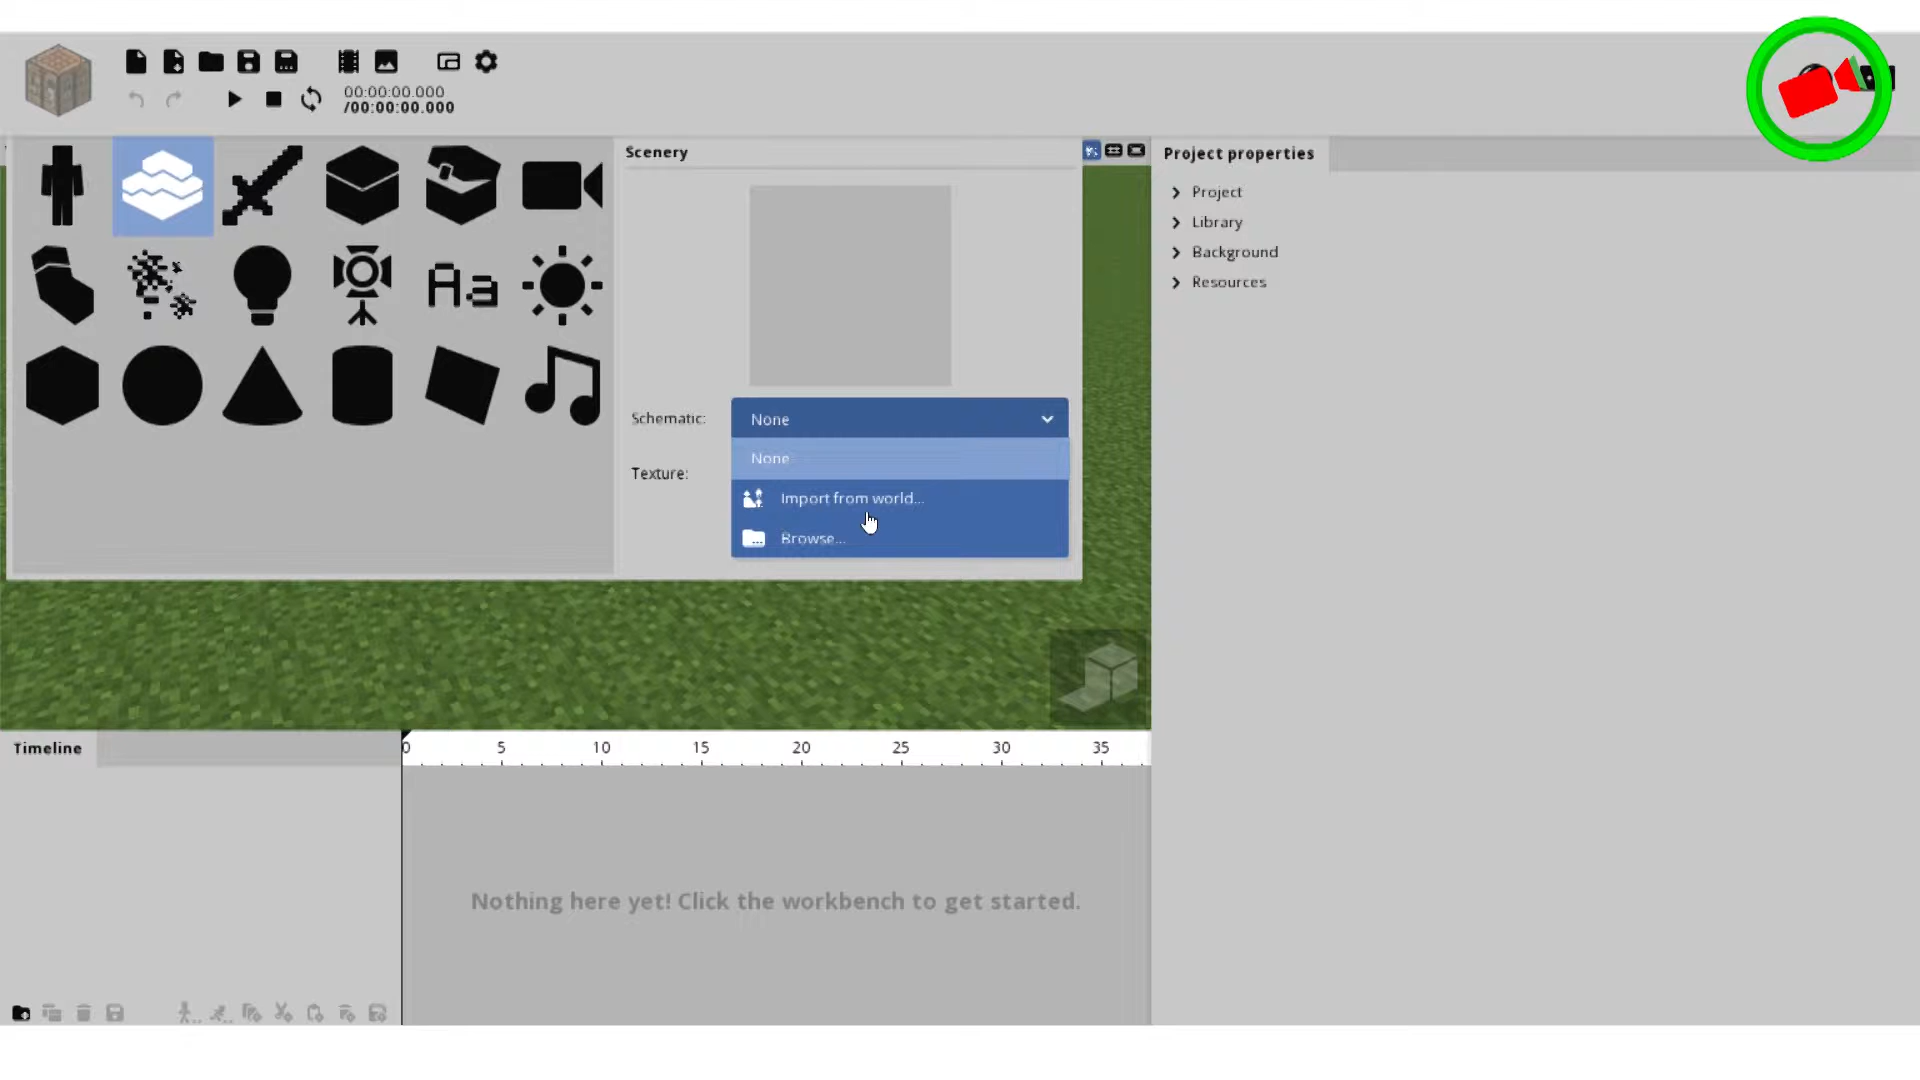 00:00:00.000
/00:00:00.000
Scenery
Project properties
Project
Library
Background
Resources
Aa
Schematic:
None
None
Texture:
Import from world...
Browse...
Timeline
0 5 10 15 20 25 30 35
Nothing here yet! Click the workbench to get started.